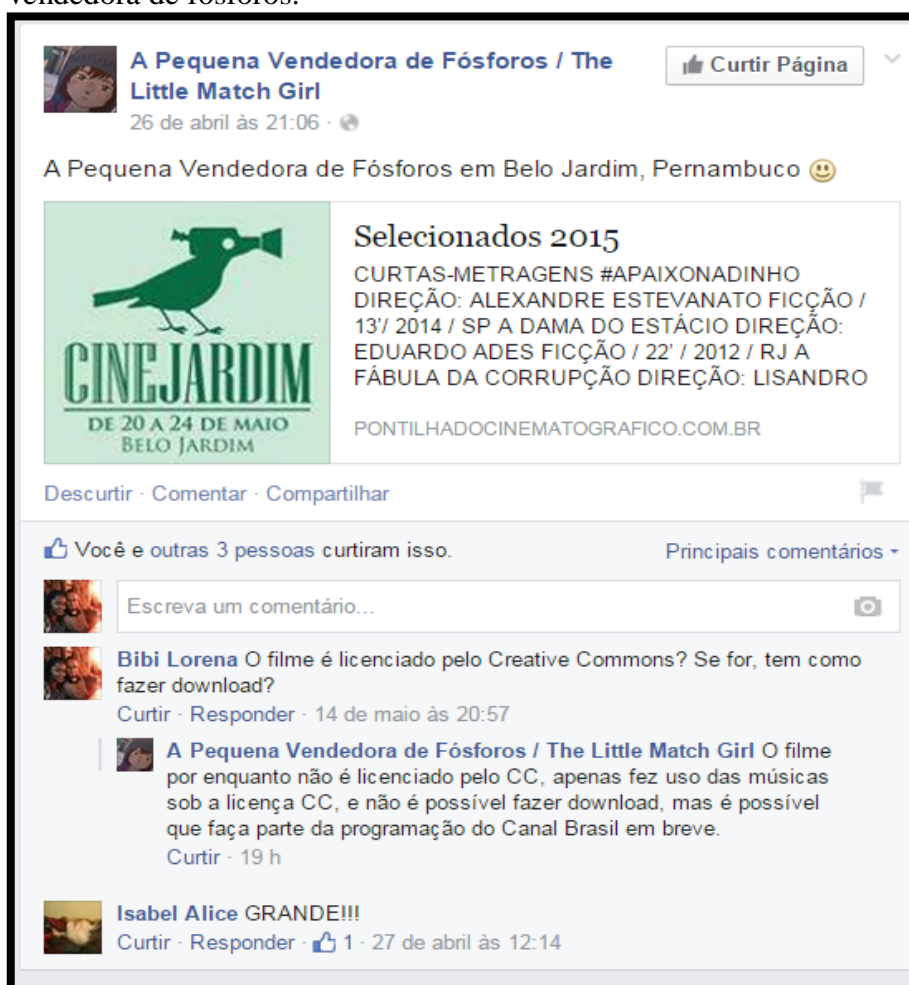 vendedora de fósforos.
A Pequena Vendedora de Fósforos / The
Little Match Girl
Curtir Página
26 de abril às 21:06 ·
A Pequena Vendedora de Fósforos em Belo Jardim, Pernambuco
CINEJARDIM
DE 20 A 24 DE MAIO
BELO JARDIM
Selecionados 2015
CURTAS-METRAGENS #APAIXONADINHO
DIREÇÃO: ALEXANDRE ESTEVANATO FICÇÃO /
13'/ 2014 / SP A DAMA DO ESTÁCIO DIREÇÃO:
EDUARDO ADES FICÇÃO / 22' / 2012 / RJ A
FÁBULA DA CORRUPÇÃO DIREÇÃO: LISANDRO
PONTILHADOCINEMATOGRAFICO.COM.BR
Descurtir · Comentar · Compartilhar
Você e outras 3 pessoas curtiram isso.
Principais comentários
Escreva um comentário...
Bibi Lorena O filme é licenciado pelo Creative Commons? Se for, tem como
fazer download?
Curtir · Responder · 14 de maio às 20:57
A Pequena Vendedora de Fósforos / The Little Match Girl O filme
por enquanto não é licenciado pelo CC, apenas fez uso das músicas
sob a licença CC, e não é possível fazer download, mas é possível
que faça parte da programação do Canal Brasil em breve.
Curtir · 19 h
Isabel Alice GRANDE!!!
Curtir · Responder · 1 · 27 de abril às 12:14